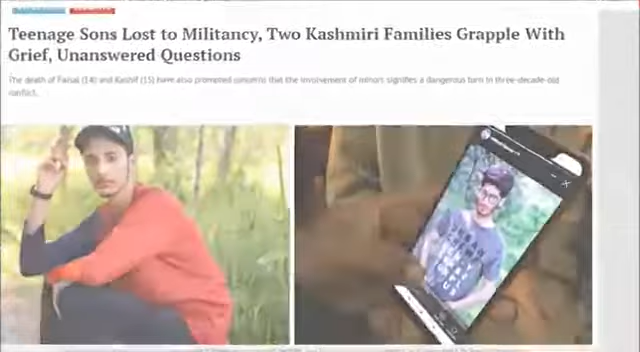 Teenage Sons Lost to Militancy, Two Kashmiri Families Grapple With
Grief, Unanswered Questions
The death of Faisal (14) and Kashif (15) have also prompted concerns that the involvement of minors signifies a dangerous turn in three-decade-old
conflict.